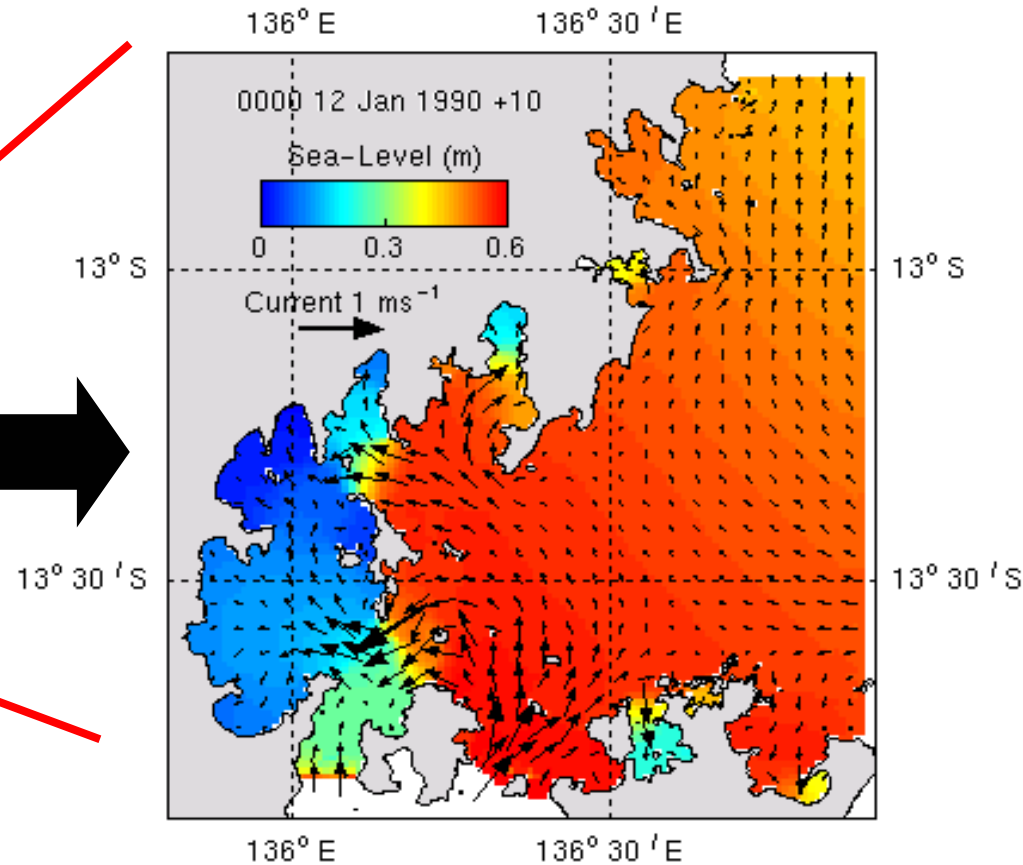 136° E 136° 30 ' E
0000 12 Jan 1990 +10
Sea-Level (m)
0 0.3 0.6
13° S 13° S
Current 1 ms⁻¹
13° 30 ' S 13° 30 ' S
136° E 136° 30 ' E